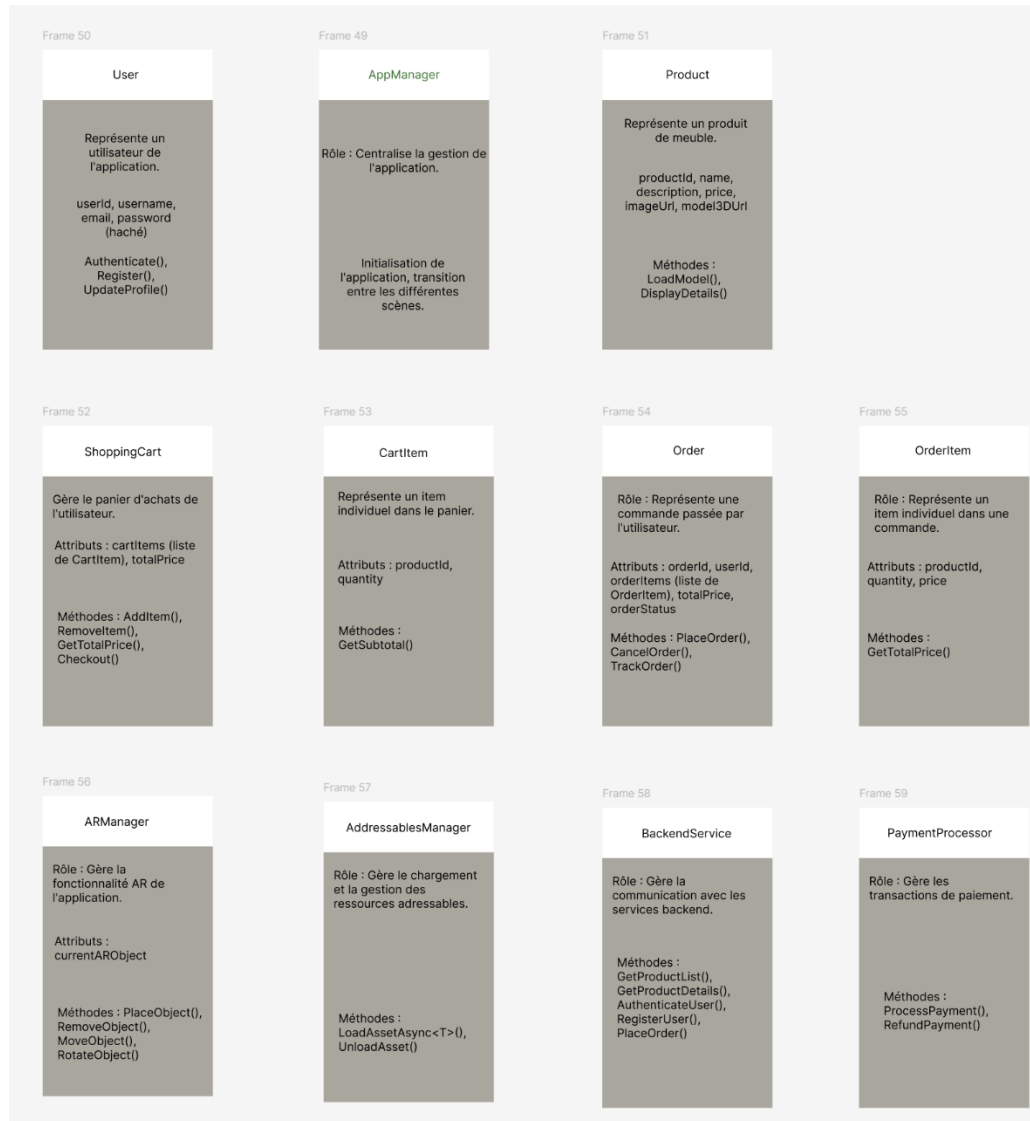 Frame 50
User
Représente un
utilisateur de
l'application.
userId, username,
email, password
(haché)
Authenticate(),
Register(),
UpdateProfile()
Frame 49
AppManager
Rôle : Centralise la gestion de
l'application.
Initialisation de
l'application, transition
entre les différentes
scènes.
Frame 51
Product
Représente un produit
de meuble.
productId, name,
description, price,
imageUrl, model3DUrl
Méthodes :
LoadModel(),
DisplayDetails()
Frame 52
ShoppingCart
Gère le panier d'achats de
l'utilisateur.
Attributs : cartItems (liste
de CartItem), totalPrice
Méthodes : AddItem(),
RemoveItem(),
GetTotalPrice(),
Checkout()
Frame 53
CartItem
Représente un item
individuel dans le panier.
Attributs : productId,
quantity
Méthodes :
GetSubtotal()
Frame 54
Order
Rôle : Représente une
commande passée par
l'utilisateur.
Attributs : orderId, userId,
orderItems (liste de
OrderItem), totalPrice,
orderStatus
Méthodes : PlaceOrder(),
CancelOrder(),
TrackOrder()
Frame 55
OrderItem
Rôle : Représente un
item individuel dans une
commande.
Attributs : productId,
quantity, price
Méthodes :
GetTotalPrice()
Frame 56
ARManager
Rôle : Gère la
fonctionnalité AR de
l'application.
Attributs :
currentARObject
Méthodes : PlaceObject(),
RemoveObject(),
MoveObject(),
RotateObject()
Frame 57
AddressablesManager
Rôle : Gère le chargement
et la gestion des
ressources adressables.
Méthodes :
LoadAssetAsync<T>(),
UnloadAsset()
Frame 58
BackendService
Rôle : Gère la
communication avec les
services backend.
Méthodes :
GetProductList(),
GetProductDetails(),
AuthenticateUser(),
RegisterUser(),
PlaceOrder()
Frame 59
PaymentProcessor
Rôle : Gère les
transactions de paiement.
Méthodes :
ProcessPayment(),
RefundPayment()